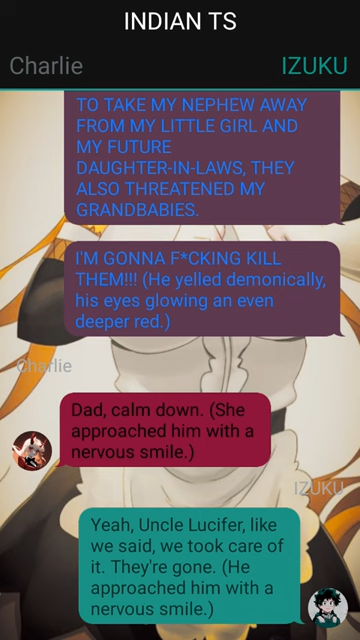 INDIAN TS
Charlie
IZUKU
TO TAKE MY NEPHEW AWAY
FROM MY LITTLE GIRL AND
MY FUTURE
DAUGHTER-IN-LAWS, THEY
ALSO THREATENED MY
GRANDBABIES.
I'M GONNA F*CKING KILL
THEM!!! (He yelled demonically,
his eyes glowing an even
deeper red.)
Charlie
Dad, calm down. (She
approached him with a
nervous smile.)
IZUKU
Yeah, Uncle Lucifer, like
we said, we took care of
it. They're gone. (He
approached him with a
nervous smile.)